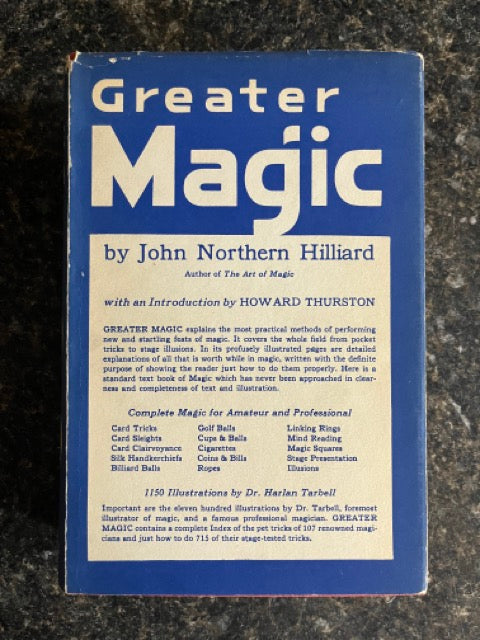 Greater
Magic
by John Northern Hilliard
Author of The Art of Magic
with an Introduction by HOWARD THURSTON
GREATER MAGIC explains the most practical methods of performing
new and startling feats of magic. It covers the whole field from pocket
tricks to stage illusions. In its profusely illustrated pages are detailed
explanations of all that is worth while in magic, written with the definite
purpose of showing the reader just how to do them properly. Here is a
standard text book of Magic which has never been approached in clear-
ness and completeness of text and illustration.
Complete Magic for Amateur and Professional
Card Tricks Golf Balls Linking Rings
Card Sleights Cups & Balls Mind Reading
Card Clairvoyance Cigarettes Magic Squares
Silk Handkerchiefs Coins & Bills Stage Presentation
Billiard Balls Ropes Illusions
1150 Illustrations by Dr. Harlan Tarbell
Important are the eleven hundred illustrations by Dr. Tarbell, foremost
illustrator of magic, and a famous professional magician. GREATER
MAGIC contains a complete Index of the pet tricks of 107 renowned magi-
cians and just how to do 715 of their stage-tested tricks.